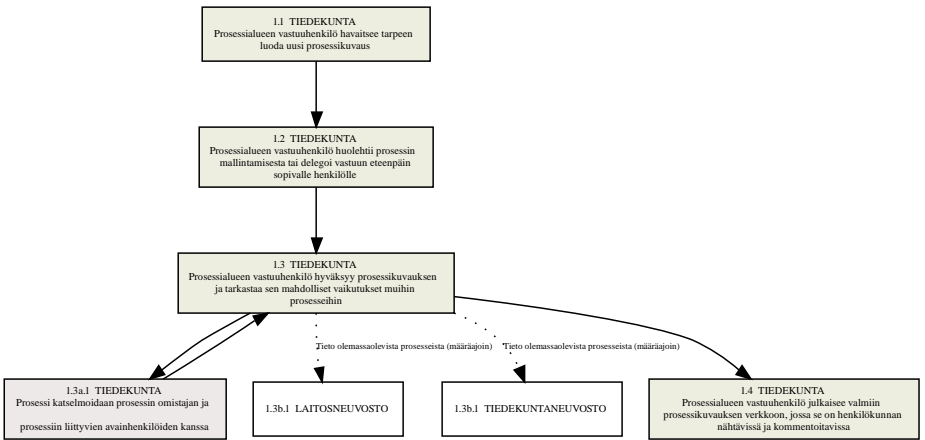 1.1 TIEDEKUNTA
Prosessialueen vastuuhenkilö havaitsee tarpeen
luoda uusi prosessikuvaus
1.2 TIEDEKUNTA
Prosessialueen vastuuhenkilö huolehtii prosessin
mallintamisesta tai delegoi vastuun eteenpäin
sopivalle henkilölle
1.3 TIEDEKUNTA
Prosessialueen vastuuhenkilö hyväksyy prosessikuvauksen
ja tarkastaa sen mahdolliset vaikutukset muihin
prosesseihin
Tieto olemassaolevista prosesseista (määräajoin)
Tieto olemassaolevista prosesseista (määräajoin)
1.3a.1 TIEDEKUNTA
Prosessi katselmoidaan prosessin omistajan ja
prosessiin liittyvien avainhenkilöiden kanssa
1.3b.1 LAITOSNEUVOSTO
1.3b.1 TIEDEKUNTANEUVOSTO
1.4 TIEDEKUNTA
Prosessialueen vastuuhenkilö julkaisee valmiin
prosessikuvauksen verkkoon, jossa se on henkilökunnan
nähtävissä ja kommentoitavissa